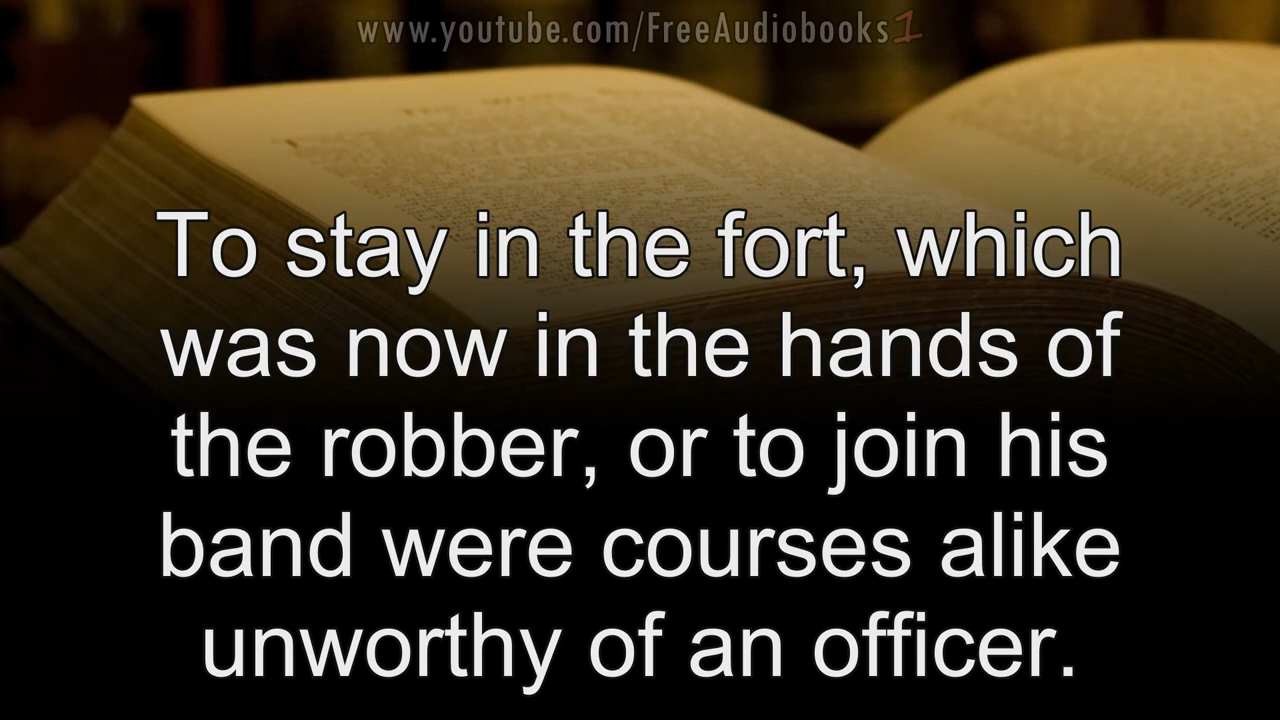 www.youtube.com/FreeAudiobooks1
To stay in the fort, which
was now in the hands of
the robber, or to join his
band were courses alike
unworthy of an officer.